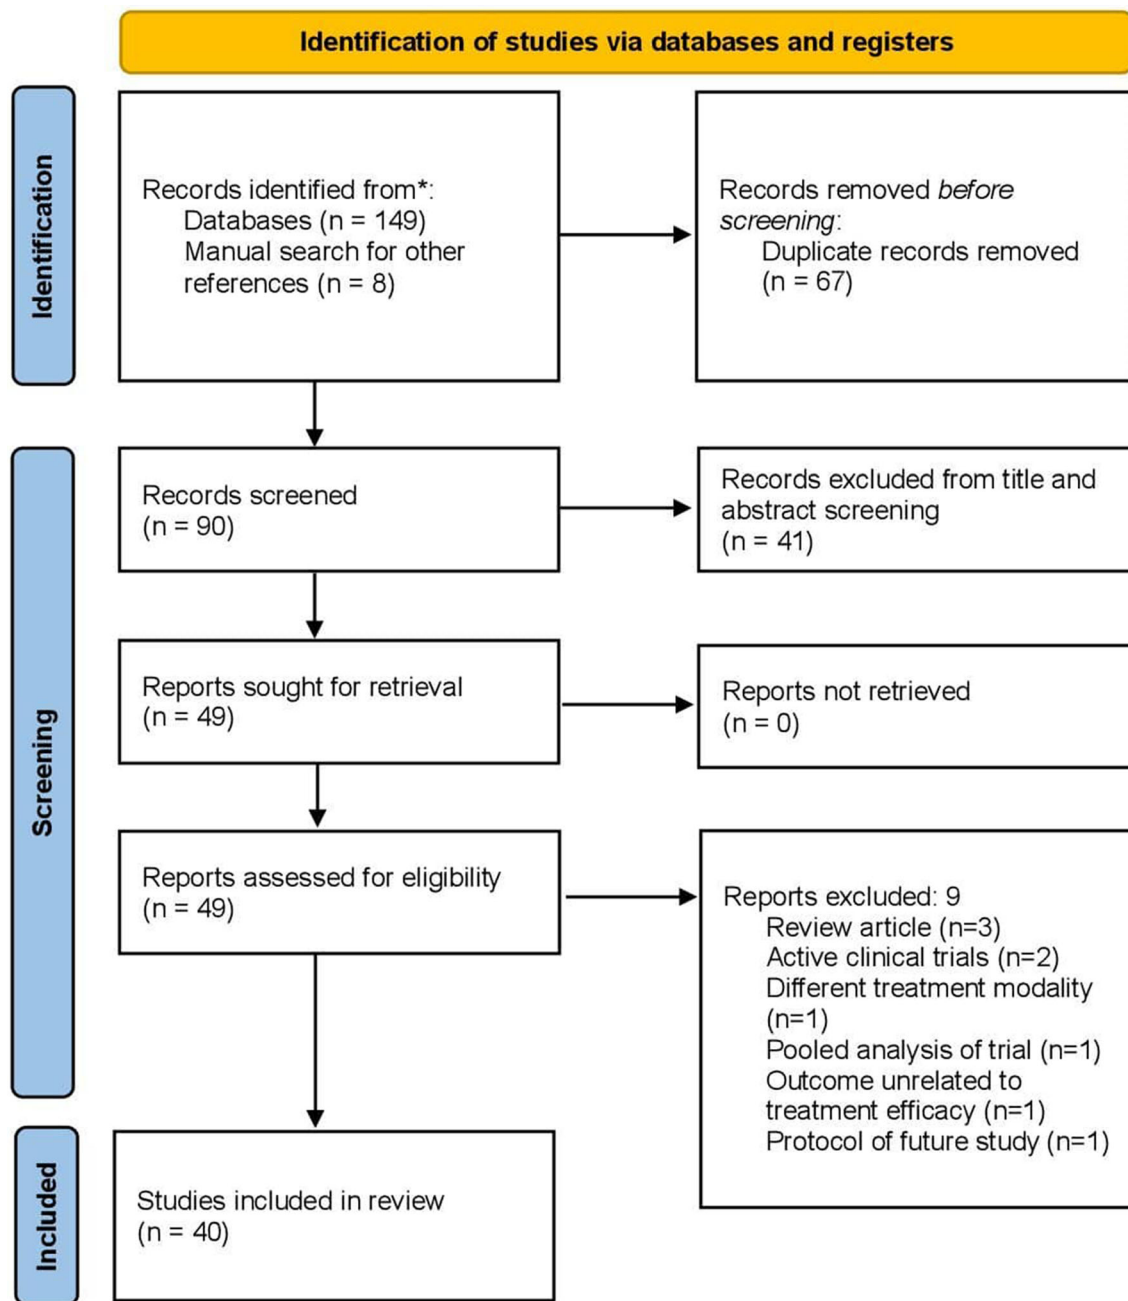 Identification of studies via databases and registers
Identification
Records identified from*:
Databases (n = 149)
Manual search for other
references (n = 8)
Records removed before
screening:
Duplicate records removed
(n = 67)
Screening
Records screened
(n = 90)
Records excluded from title and
abstract screening
(n = 41)
Reports sought for retrieval
(n = 49)
Reports not retrieved
(n = 0)
Reports assessed for eligibility
(n = 49)
Reports excluded: 9
Review article (n=3)
Active clinical trials (n=2)
Different treatment modality
(n=1)
Pooled analysis of trial (n=1)
Outcome unrelated to
treatment efficacy (n=1)
Protocol of future study (n=1)
Included
Studies included in review
(n = 40)